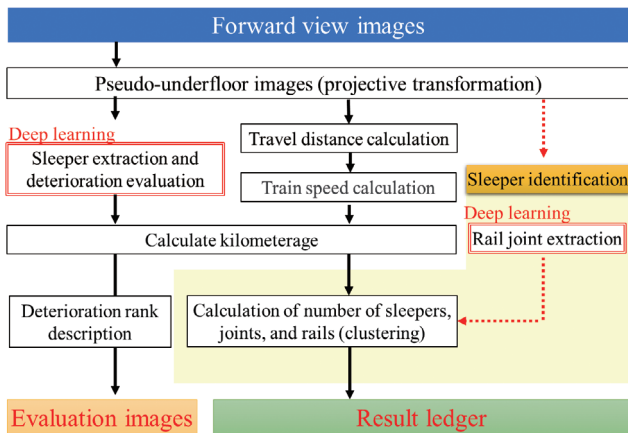 Forward view images
Pseudo-underfloor images (projective transformation)
Deep learning
Sleeper extraction and
deterioration evaluation
Travel distance calculation
Train speed calculation
Sleeper identification
Deep learning
Rail joint extraction
Calculate kilometerage
Deterioration rank
description
Calculation of number of sleepers,
joints, and rails (clustering)
Evaluation images
Result ledger